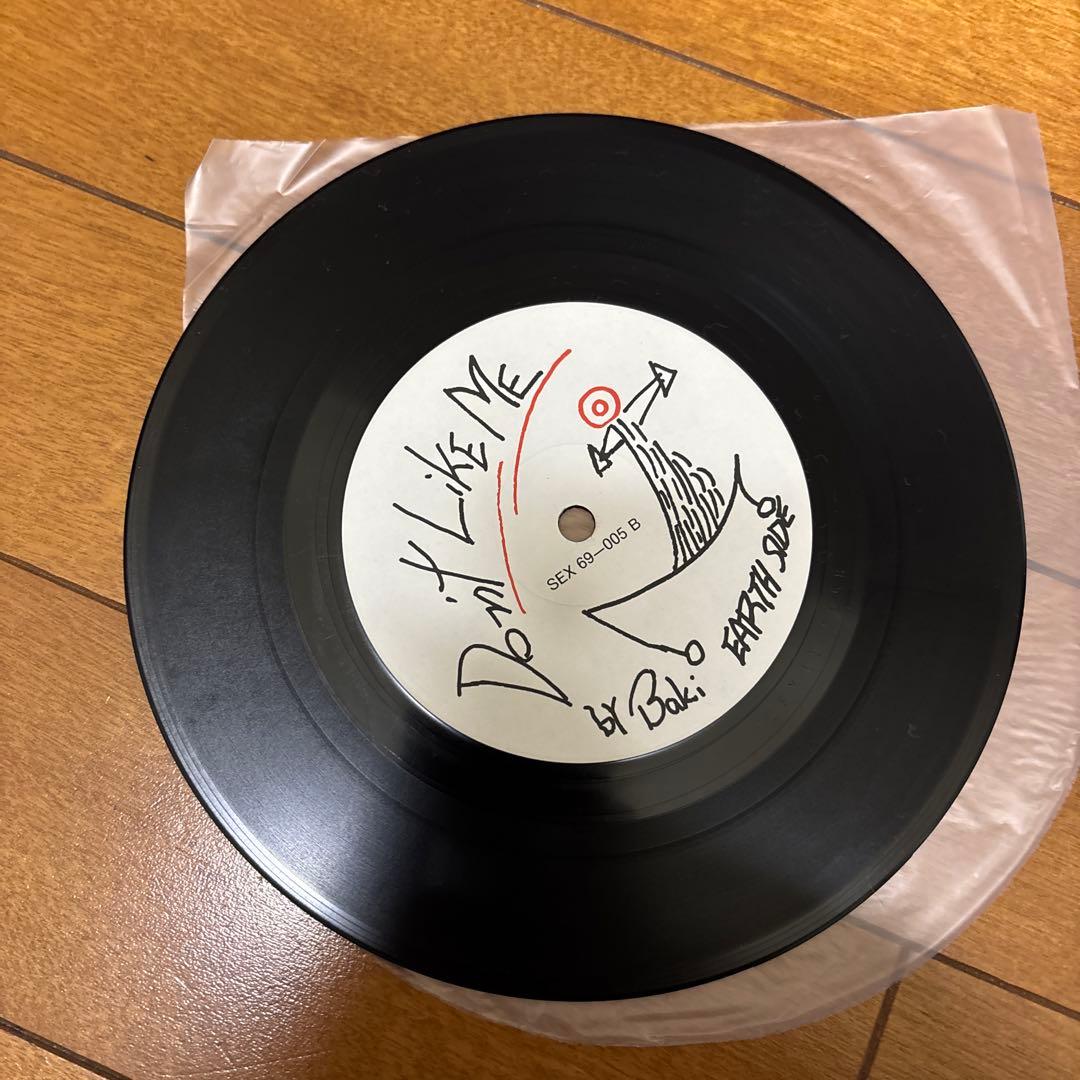 Don't Like Me
SEX 69-005 B
by Baki
EARTH SIDE